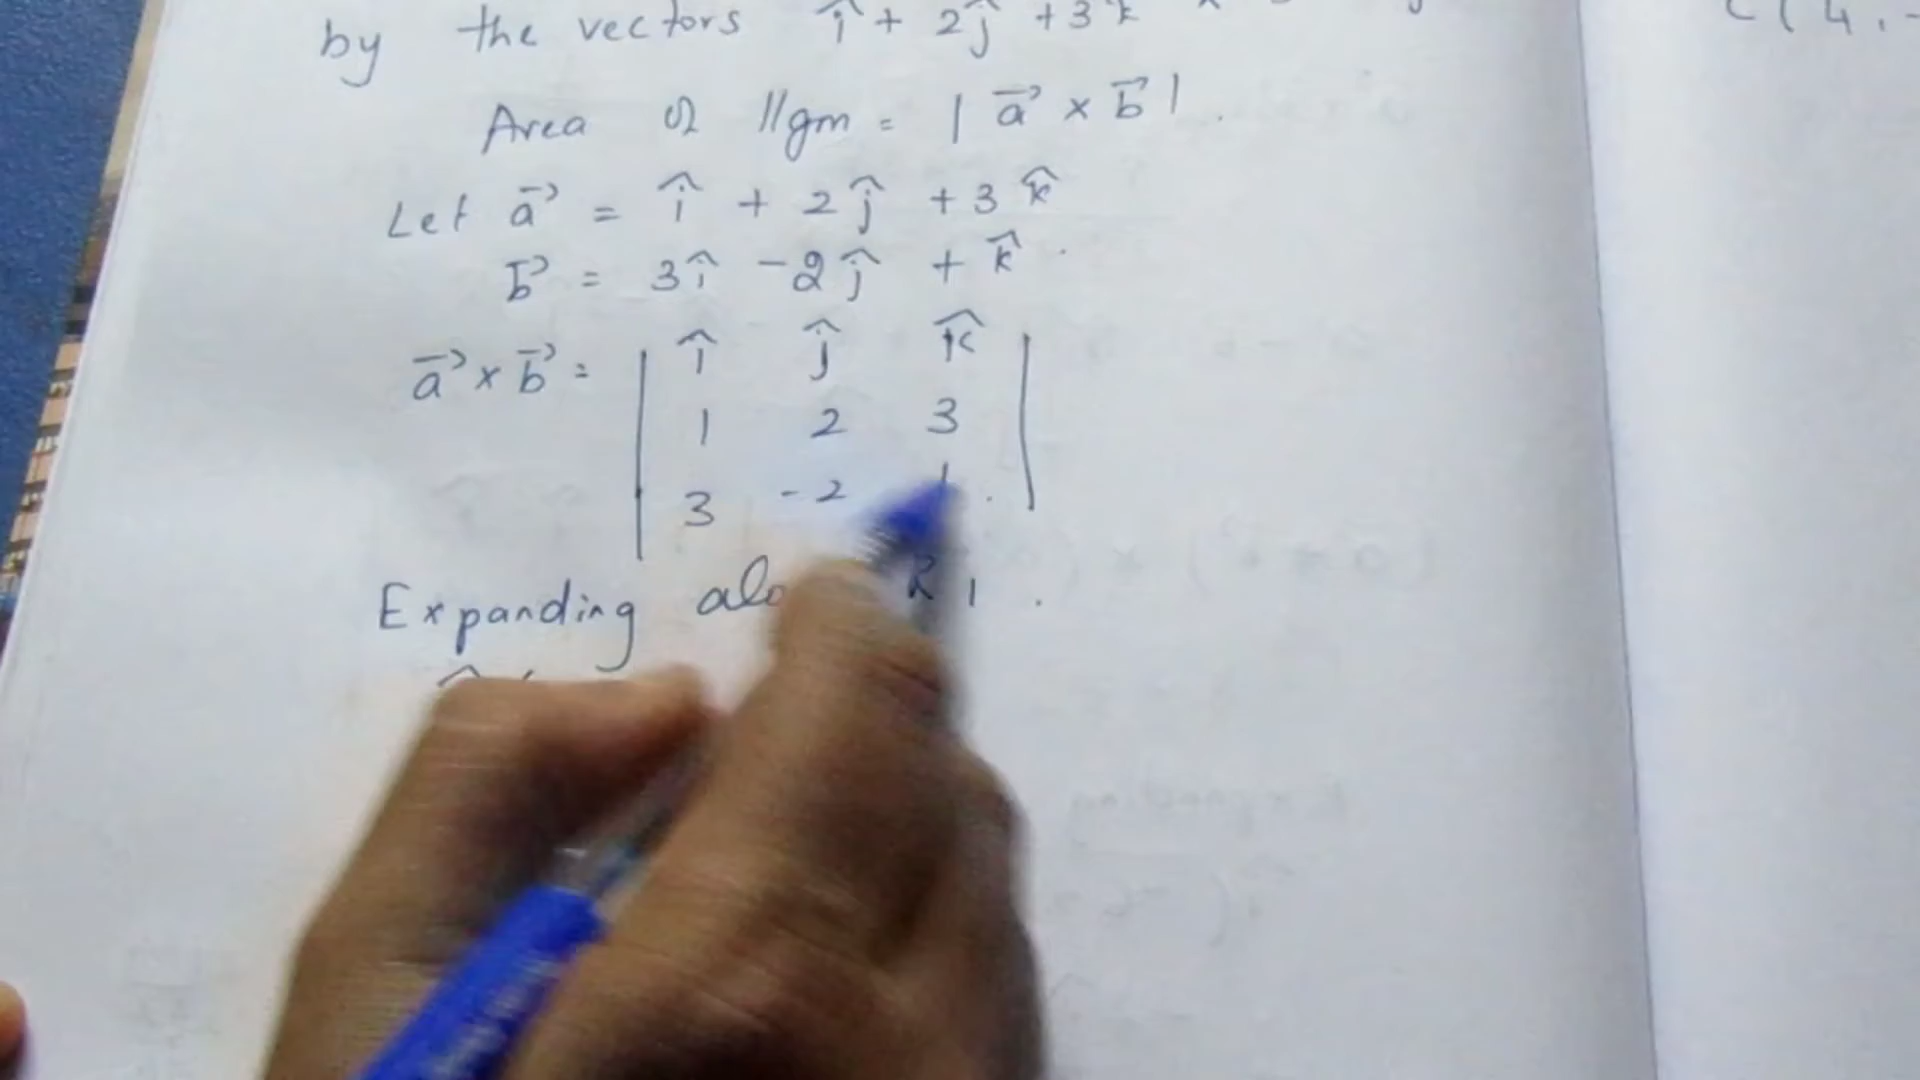 by the vectors î + 2ĵ + 3k̂
Area of ||gm = | a⃗ × b⃗ | .
Let a⃗ = î + 2ĵ + 3k̂
b⃗ = 3î - 2ĵ + k̂ .
a⃗ × b⃗ = | î ĵ k̂ |
1 2 3
3 -2 1 .
Expanding R1 .